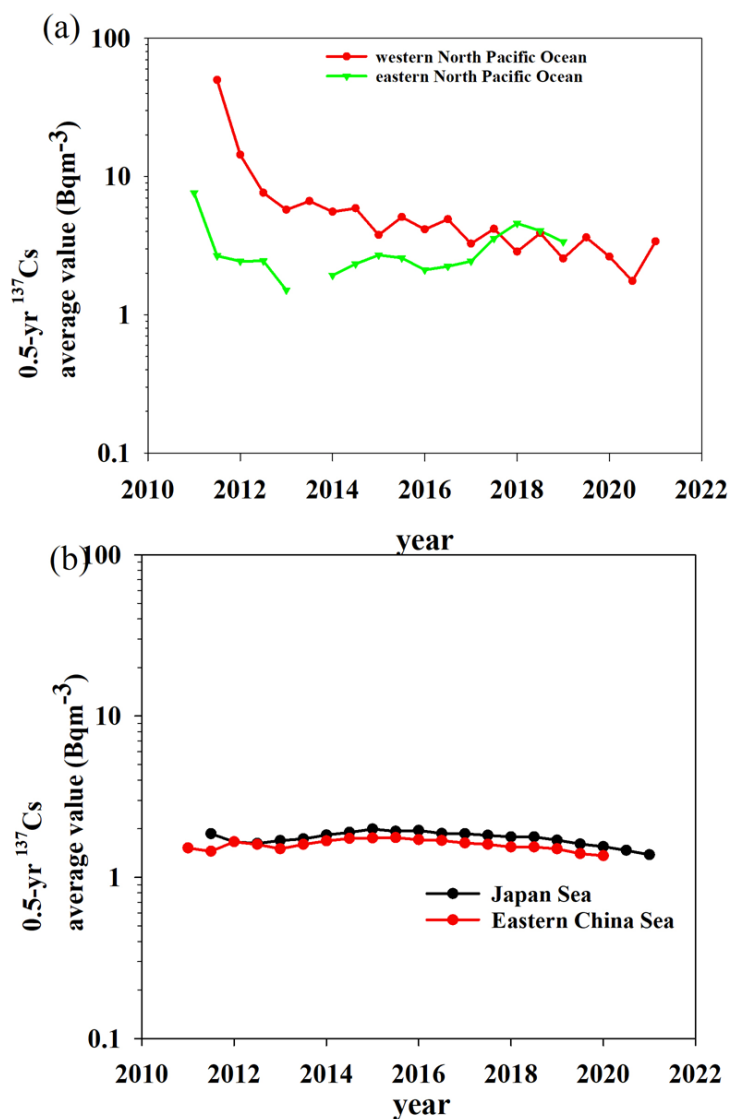 (a)
100
10
1
0.1
0.5-yr 137Cs
average value (Bqm-3)
western North Pacific Ocean
eastern North Pacific Ocean
2010 2012 2014 2016 2018 2020 2022
year
(b)
100
10
1
0.1
0.5-yr 137Cs
average value (Bqm-3)
Japan Sea
Eastern China Sea
2010 2012 2014 2016 2018 2020 2022
year